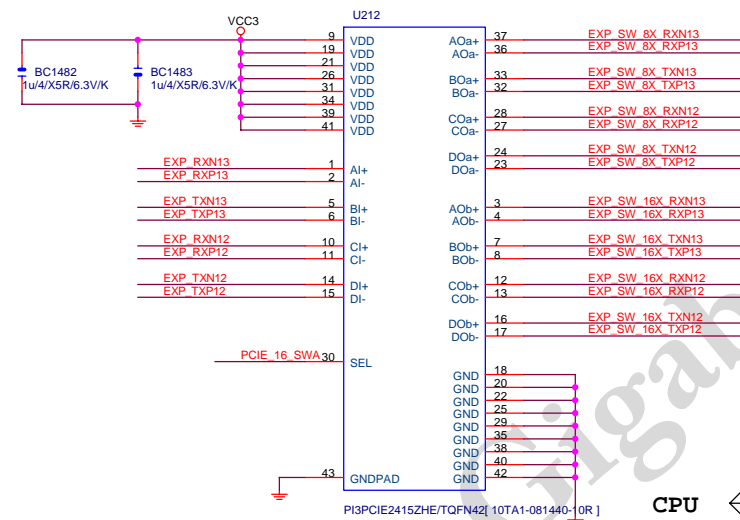 U212
VCC3
9 VDD
19 VDD
21 VDD
26 VDD
31 VDD
34 VDD
39 VDD
41 VDD
BC1482
1u/4/X5R/6.3V/K
BC1483
1u/4/X5R/6.3V/K
EXP_RXN13 1 AI+
EXP_RXP13 2 AI-
EXP_TXN13 5 BI+
EXP_TXP13 6 BI-
EXP_RXN12 10 CI+
EXP_RXP12 11 CI-
EXP_TXN12 14 DI+
EXP_TXP12 15 DI-
PCIE_16_SWA 30 SEL
43 GNDPAD
AOa+ 37 EXP_SW_8X_RXN13
AOa- 36 EXP_SW_8X_RXP13
BOa+ 33 EXP_SW_8X_TXN13
BOa- 32 EXP_SW_8X_TXP13
COa+ 28 EXP_SW_8X_RXN12
COa- 27 EXP_SW_8X_RXP12
DOa+ 24 EXP_SW_8X_TXN12
DOa- 23 EXP_SW_8X_TXP12
AOb+ 3 EXP_SW_16X_RXN13
AOb- 4 EXP_SW_16X_RXP13
BOb+ 7 EXP_SW_16X_TXN13
BOb- 8 EXP_SW_16X_TXP13
COb+ 12 EXP_SW_16X_RXN12
COb- 13 EXP_SW_16X_RXP12
DOb+ 16 EXP_SW_16X_TXN12
DOb- 17 EXP_SW_16X_TXP12
GND 18
GND 20
GND 22
GND 25
GND 29
GND 35
GND 38
GND 40
GND 42
PI3PCIE2415ZHE/TQFN42[ 10TA1-081440-10R ]
CPU
Gigab